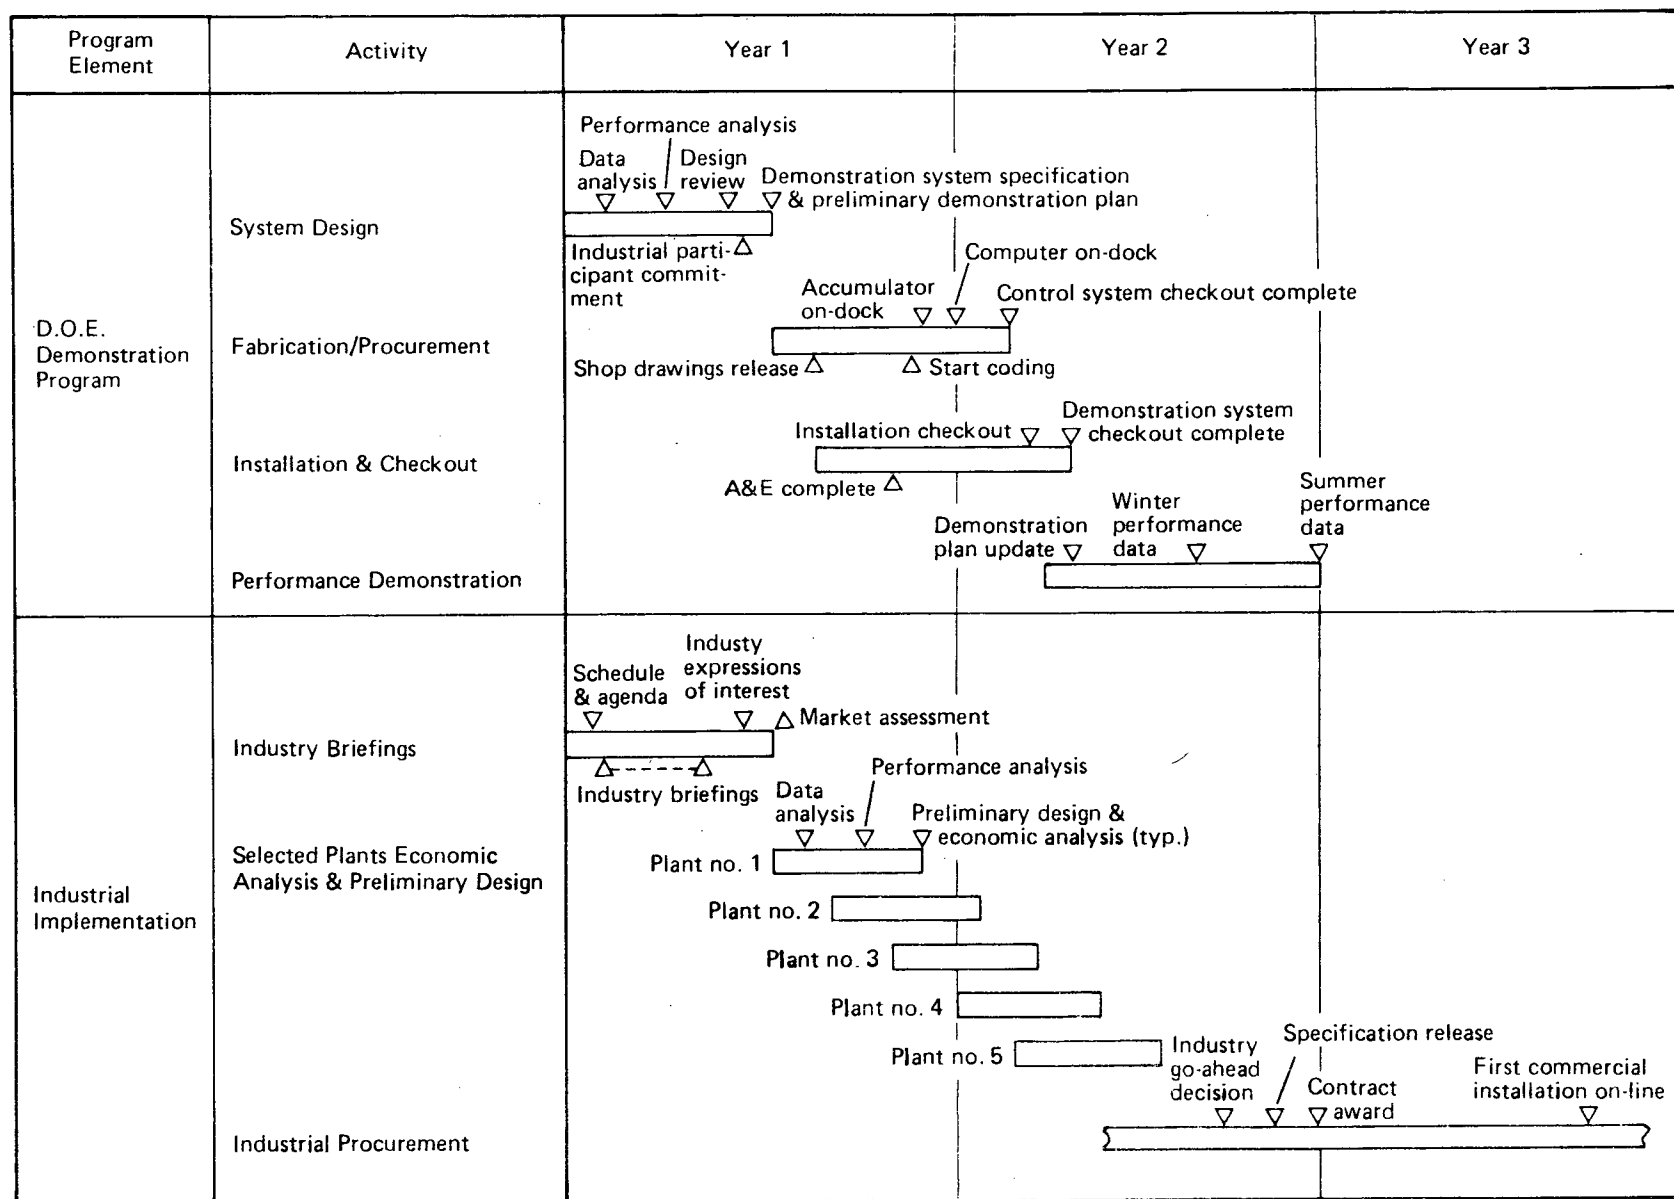 Program
Element
Activity
Year 1
Year 2
Year 3
D.O.E.
Demonstration
Program
System Design
Performance analysis
Data
analysis
Design
review
Demonstration system specification
& preliminary demonstration plan
Industrial parti-
cipant commit-
ment
Fabrication/Procurement
Accumulator
on-dock
Computer on-dock
Control system checkout complete
Shop drawings release
Start coding
Installation & Checkout
Installation checkout
Demonstration system
checkout complete
A&E complete
Performance Demonstration
Demonstration
plan update
Winter
performance
data
Summer
performance
data
Industrial
Implementation
Industry Briefings
Schedule
& agenda
Industy
expressions
of interest
Market assessment
Industry briefings
Selected Plants Economic
Analysis & Preliminary Design
Data
analysis
Performance analysis
Preliminary design &
economic analysis (typ.)
Plant no. 1
Plant no. 2
Plant no. 3
Plant no. 4
Plant no. 5
Industrial Procurement
Industry
go-ahead
decision
Specification release
Contract
award
First commercial
installation on-line